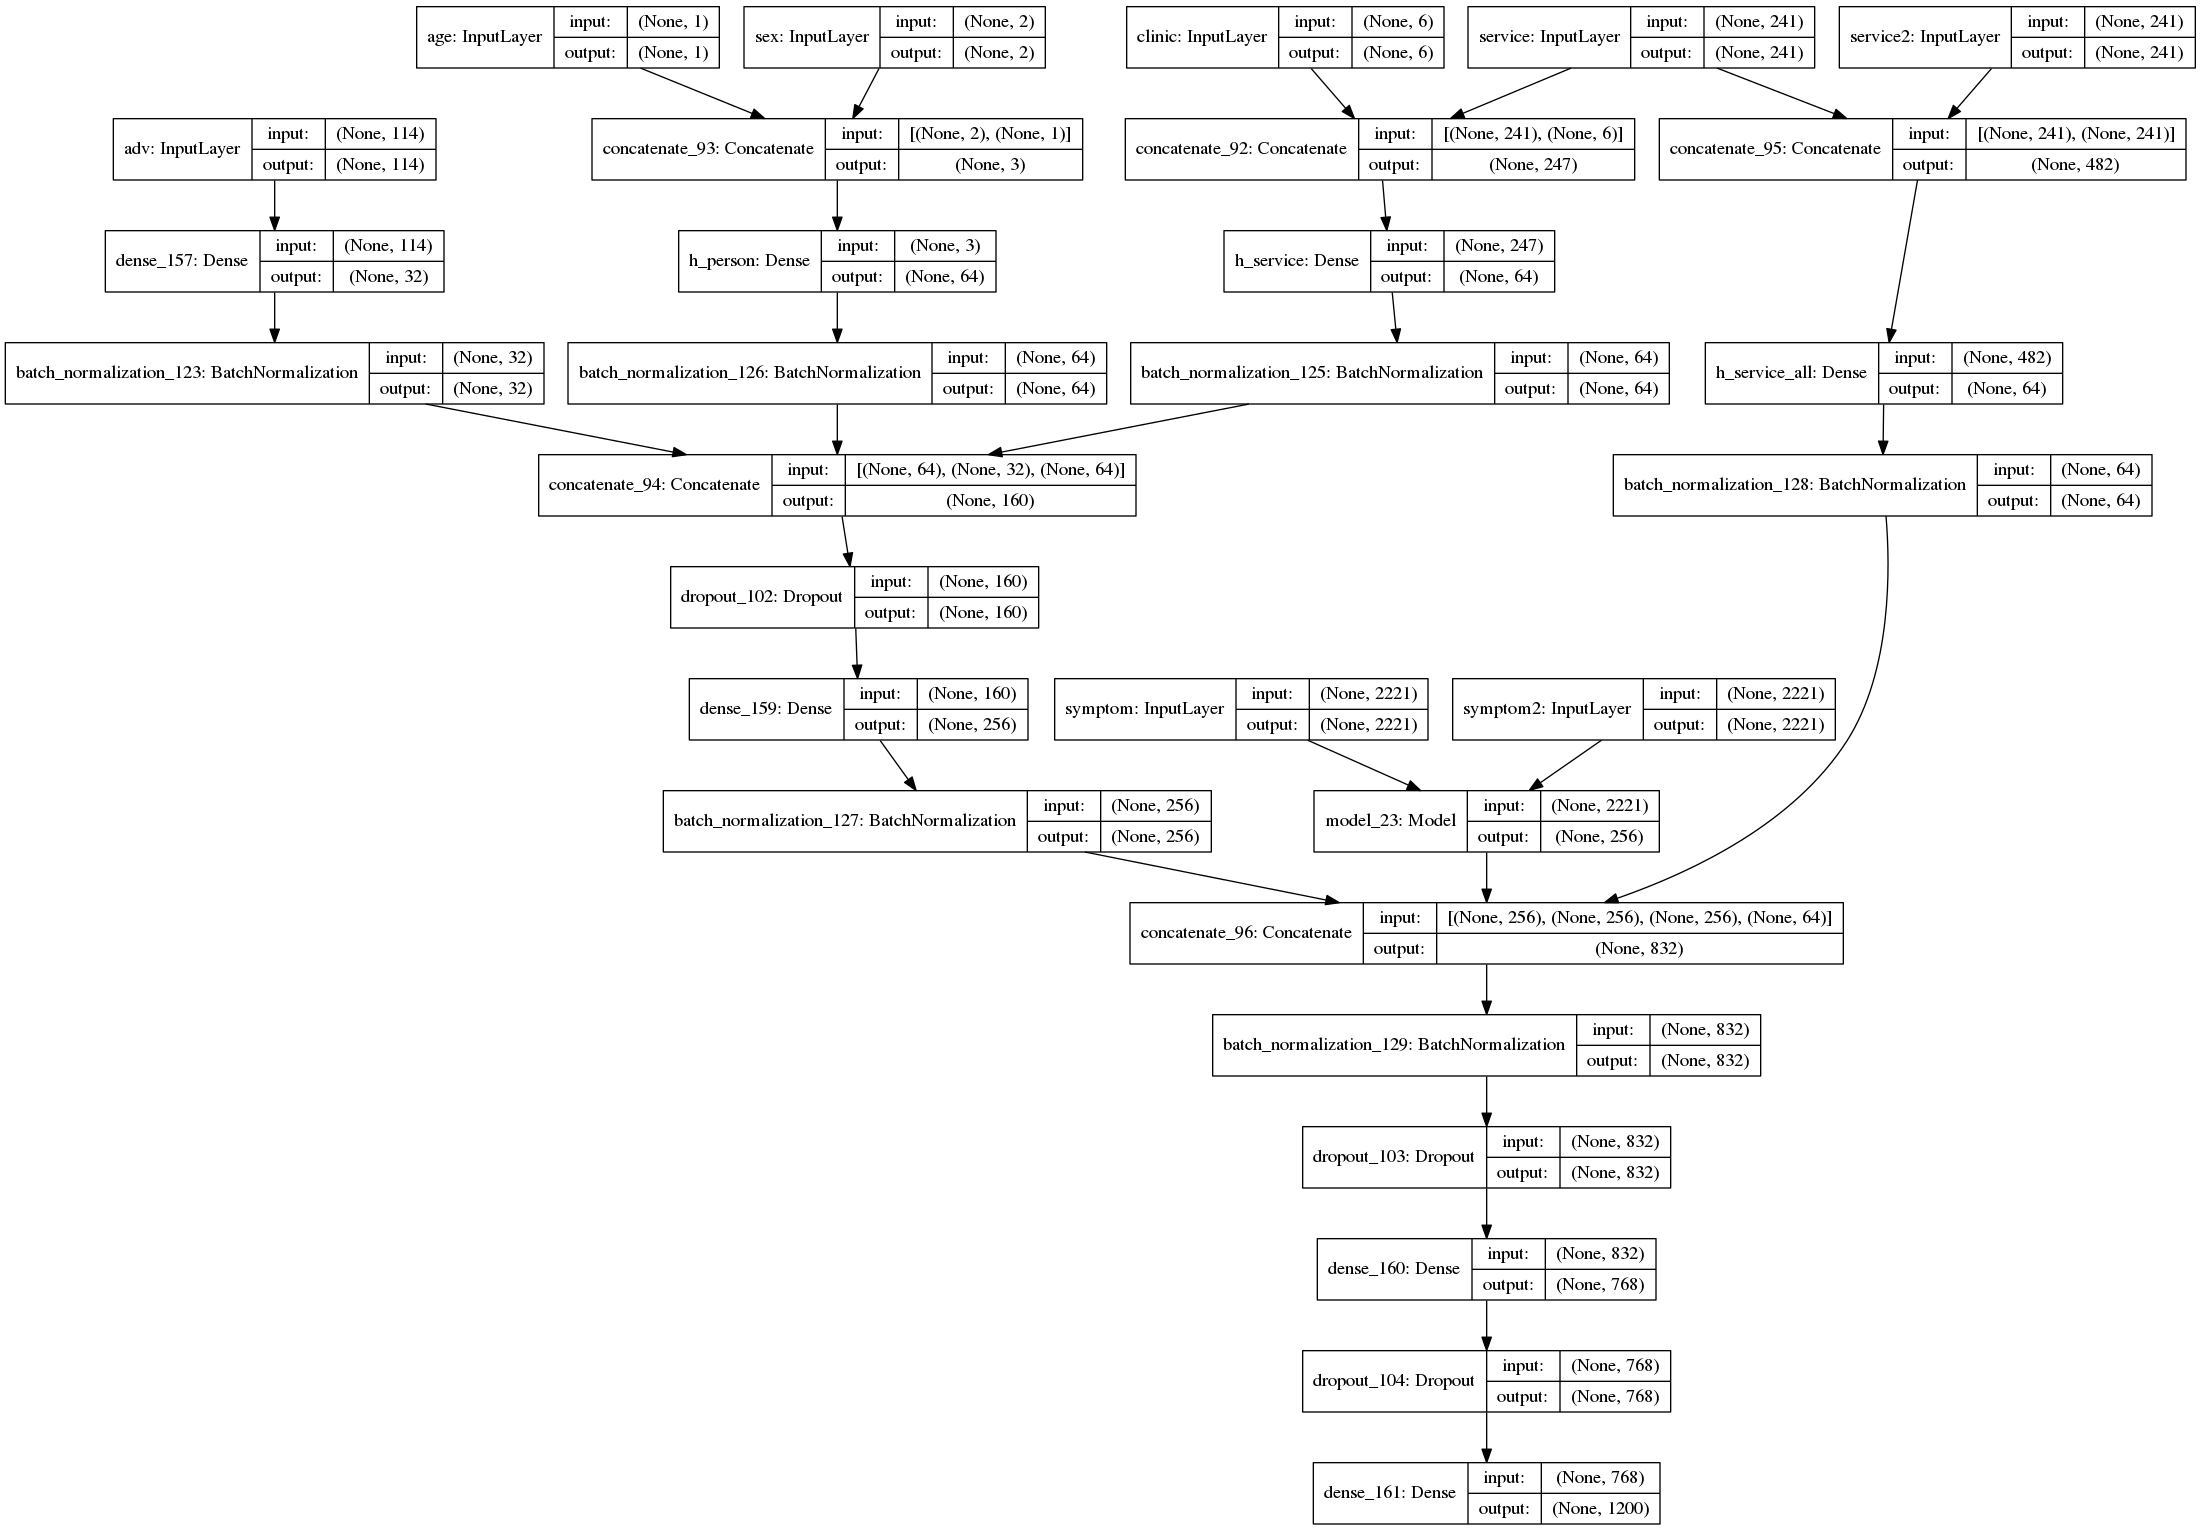 age: InputLayer
input: (None, 1)
output: (None, 1)
sex: InputLayer
input: (None, 2)
output: (None, 2)
clinic: InputLayer
input: (None, 6)
output: (None, 6)
service: InputLayer
input: (None, 241)
output: (None, 241)
service2: InputLayer
input: (None, 241)
output: (None, 241)
adv: InputLayer
input: (None, 114)
output: (None, 114)
concatenate_93: Concatenate
input: [(None, 2), (None, 1)]
output: (None, 3)
concatenate_92: Concatenate
input: [(None, 241), (None, 6)]
output: (None, 247)
concatenate_95: Concatenate
input: [(None, 241), (None, 241)]
output: (None, 482)
dense_157: Dense
input: (None, 114)
output: (None, 32)
h_person: Dense
input: (None, 3)
output: (None, 64)
h_service: Dense
input: (None, 247)
output: (None, 64)
batch_normalization_123: BatchNormalization
input: (None, 32)
output: (None, 32)
batch_normalization_126: BatchNormalization
input: (None, 64)
output: (None, 64)
batch_normalization_125: BatchNormalization
input: (None, 64)
output: (None, 64)
h_service_all: Dense
input: (None, 482)
output: (None, 64)
concatenate_94: Concatenate
input: [(None, 64), (None, 32), (None, 64)]
output: (None, 160)
batch_normalization_128: BatchNormalization
input: (None, 64)
output: (None, 64)
dropout_102: Dropout
input: (None, 160)
output: (None, 160)
dense_159: Dense
input: (None, 160)
output: (None, 256)
symptom: InputLayer
input: (None, 2221)
output: (None, 2221)
symptom2: InputLayer
input: (None, 2221)
output: (None, 2221)
batch_normalization_127: BatchNormalization
input: (None, 256)
output: (None, 256)
model_23: Model
input: (None, 2221)
output: (None, 256)
concatenate_96: Concatenate
input: [(None, 256), (None, 256), (None, 256), (None, 64)]
output: (None, 832)
batch_normalization_129: BatchNormalization
input: (None, 832)
output: (None, 832)
dropout_103: Dropout
input: (None, 832)
output: (None, 832)
dense_160: Dense
input: (None, 832)
output: (None, 768)
dropout_104: Dropout
input: (None, 768)
output: (None, 768)
dense_161: Dense
input: (None, 768)
output: (None, 1200)